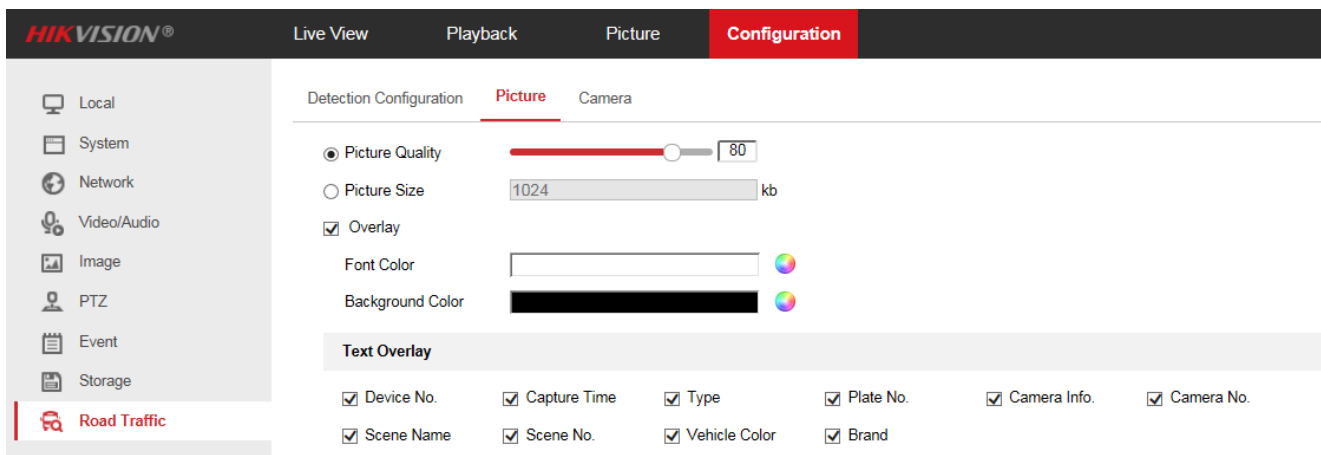 HIKVISION®
Live View Playback Picture Configuration
Local
System
Network
Video/Audio
Image
PTZ
Event
Storage
Road Traffic
Detection Configuration Picture Camera
Picture Quality 80
Picture Size 1024 kb
Overlay
Font Color
Background Color
Text Overlay
Device No. Capture Time Type Plate No. Camera Info. Camera No.
Scene Name Scene No. Vehicle Color Brand